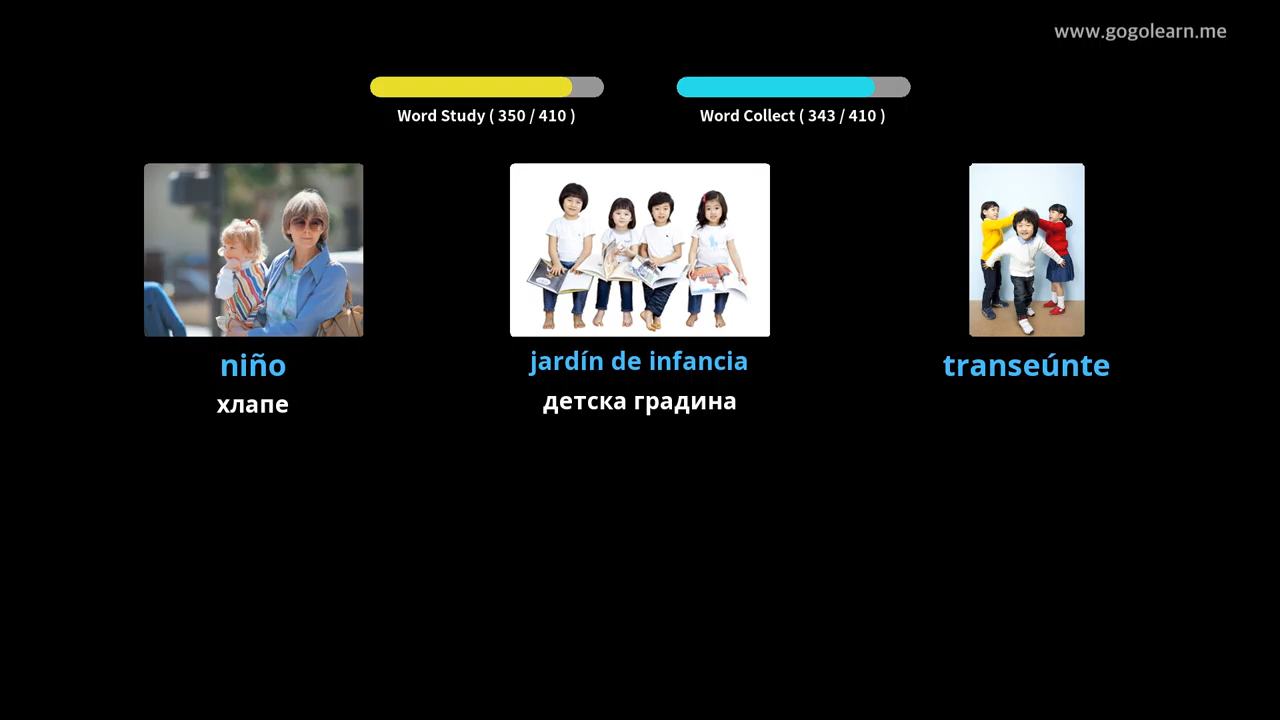 www.gogolearn.me
Word Study ( 350 / 410 )
Word Collect ( 343 / 410 )
niño
хлапе
jardín de infancia
детска градина
transeúnte